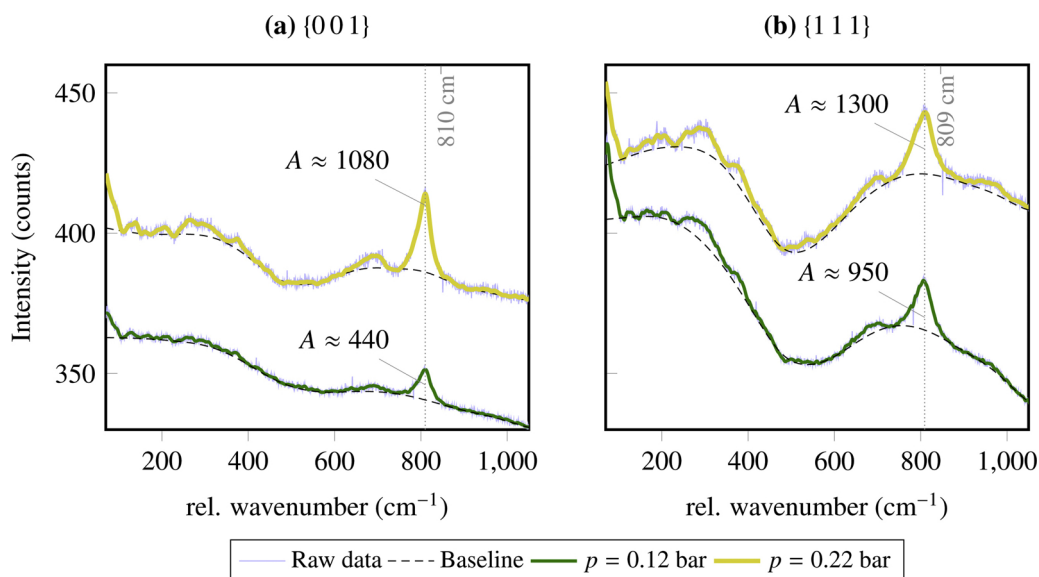 (a) {0 0 1}
(b) {1 1 1}
Intensity (counts)
450
400
350
810 cm
A ≈ 1080
A ≈ 440
200 400 600 800 1,000
rel. wavenumber (cm⁻¹)
809 cm
A ≈ 1300
A ≈ 950
200 400 600 800 1,000
rel. wavenumber (cm⁻¹)
Raw data Baseline p = 0.12 bar p = 0.22 bar